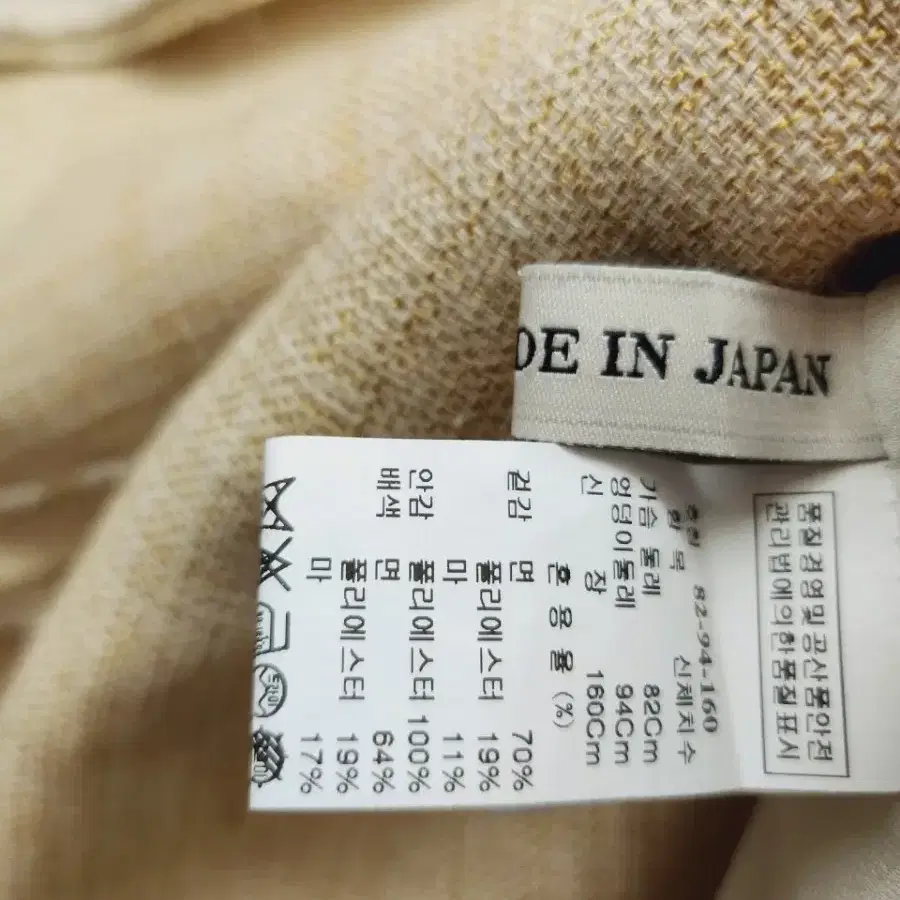 DE IN JAPAN
품질경영및 공산품안전
관리법에의한 품질 표시
82-94-160
신체치수
가슴 둘레 82Cm
엉덩이둘레 94Cm
신 장 160Cm
혼 용 율 (%)
겉감 면 70%
폴리에스터 19%
마 11%
안감 폴리에스터 100%
배색 면 64%
폴리에스터 19%
마 17%